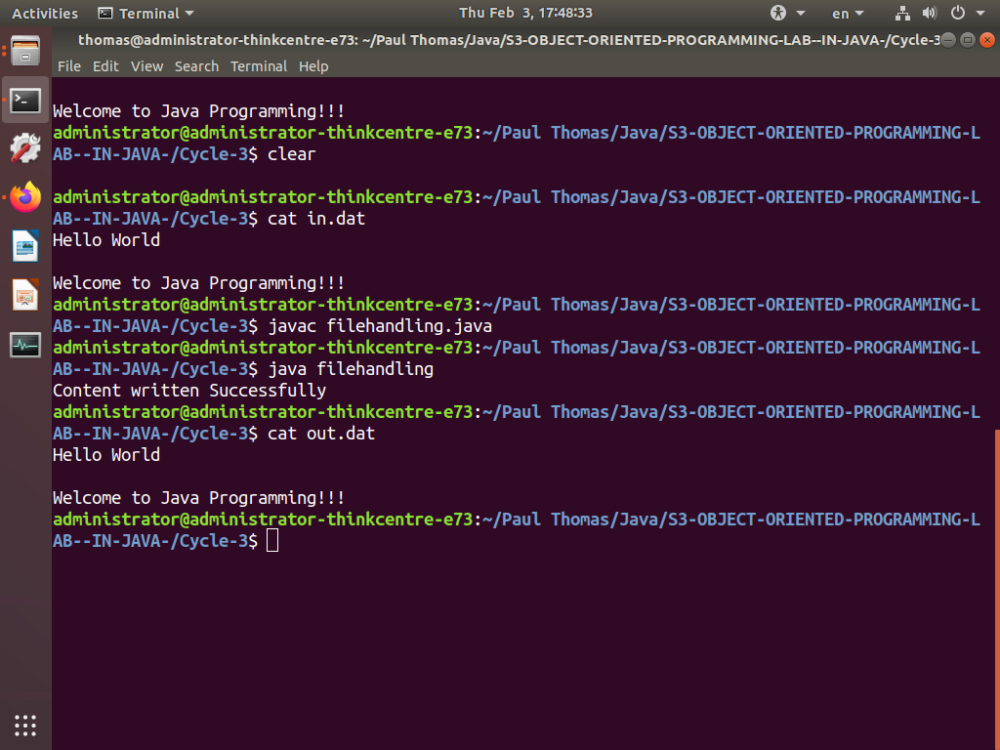 Activities Terminal Thu Feb 3, 17:48:33 en
thomas@administrator-thinkcentre-e73: ~/Paul Thomas/Java/S3-OBJECT-ORIENTED-PROGRAMMING-LAB--IN-JAVA-/Cycle-3
File Edit View Search Terminal Help
Welcome to Java Programming!!!
administrator@administrator-thinkcentre-e73:~/Paul Thomas/Java/S3-OBJECT-ORIENTED-PROGRAMMING-L
AB--IN-JAVA-/Cycle-3$ clear
administrator@administrator-thinkcentre-e73:~/Paul Thomas/Java/S3-OBJECT-ORIENTED-PROGRAMMING-L
AB--IN-JAVA-/Cycle-3$ cat in.dat
Hello World
Welcome to Java Programming!!!
administrator@administrator-thinkcentre-e73:~/Paul Thomas/Java/S3-OBJECT-ORIENTED-PROGRAMMING-L
AB--IN-JAVA-/Cycle-3$ javac filehandling.java
administrator@administrator-thinkcentre-e73:~/Paul Thomas/Java/S3-OBJECT-ORIENTED-PROGRAMMING-L
AB--IN-JAVA-/Cycle-3$ java filehandling
Content written Successfully
administrator@administrator-thinkcentre-e73:~/Paul Thomas/Java/S3-OBJECT-ORIENTED-PROGRAMMING-L
AB--IN-JAVA-/Cycle-3$ cat out.dat
Hello World
Welcome to Java Programming!!!
administrator@administrator-thinkcentre-e73:~/Paul Thomas/Java/S3-OBJECT-ORIENTED-PROGRAMMING-L
AB--IN-JAVA-/Cycle-3$